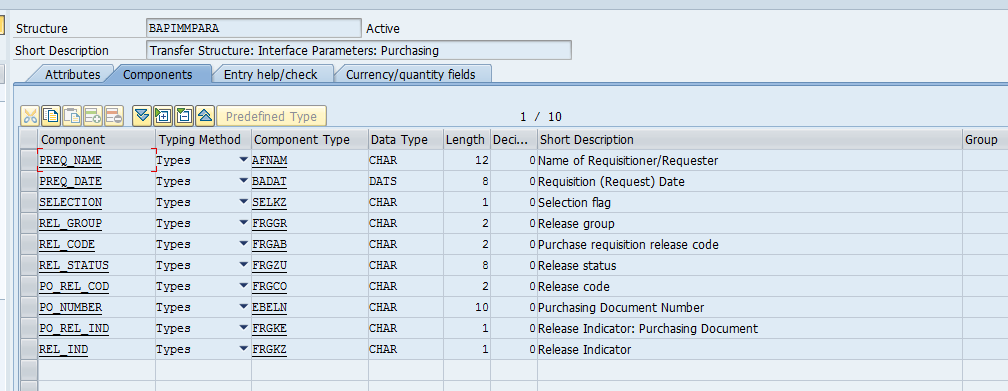 Structure BAPIMMPARA Active
Short Description Transfer Structure: Interface Parameters: Purchasing
Attributes Components Entry help/check Currency/quantity fields
Predefined Type 1 / 10
Component Typing Method Component Type Data Type Length Deci... Short Description Group
PREQ_NAME Types AFNAM CHAR 12 0 Name of Requisitioner/Requester
PREQ_DATE Types BADAT DATS 8 0 Requisition (Request) Date
SELECTION Types SELKZ CHAR 1 0 Selection flag
REL_GROUP Types FRGGR CHAR 2 0 Release group
REL_CODE Types FRGAB CHAR 2 0 Purchase requisition release code
REL_STATUS Types FRGZU CHAR 8 0 Release status
PO_REL_COD Types FRGCO CHAR 2 0 Release code
PO_NUMBER Types EBELN CHAR 10 0 Purchasing Document Number
PO_REL_IND Types FRGKE CHAR 1 0 Release Indicator: Purchasing Document
REL_IND Types FRGKZ CHAR 1 0 Release Indicator